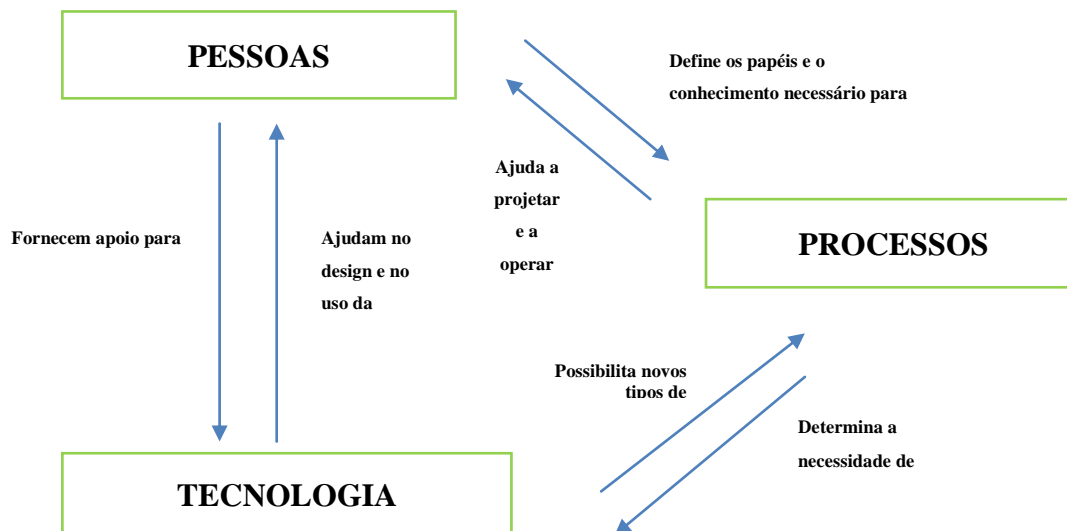 PESSOAS
Define os papéis e o
conhecimento necessário para
Ajuda a
projetar
e a
operar
Fornecem apoio para
Ajudam no
design e no
uso da
PROCESSOS
Possibilita novos
tipos de
Determina a
necessidade de
TECNOLOGIA